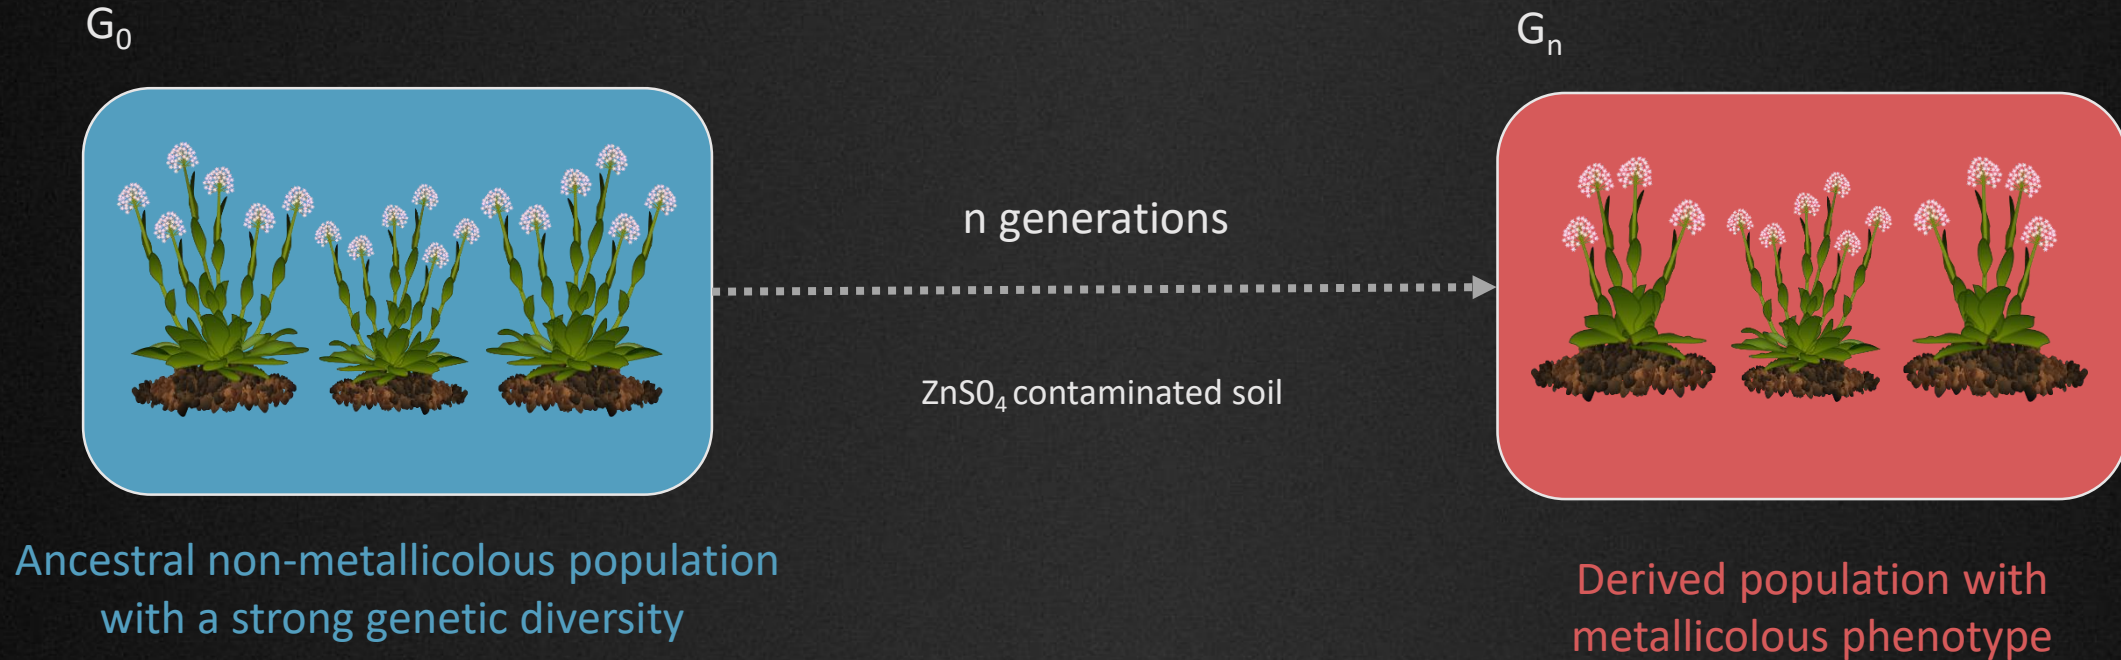 G₀
Gₙ
n generations
ZnS0₄ contaminated soil
Ancestral non-metallicolous population
with a strong genetic diversity
Derived population with
metallicolous phenotype